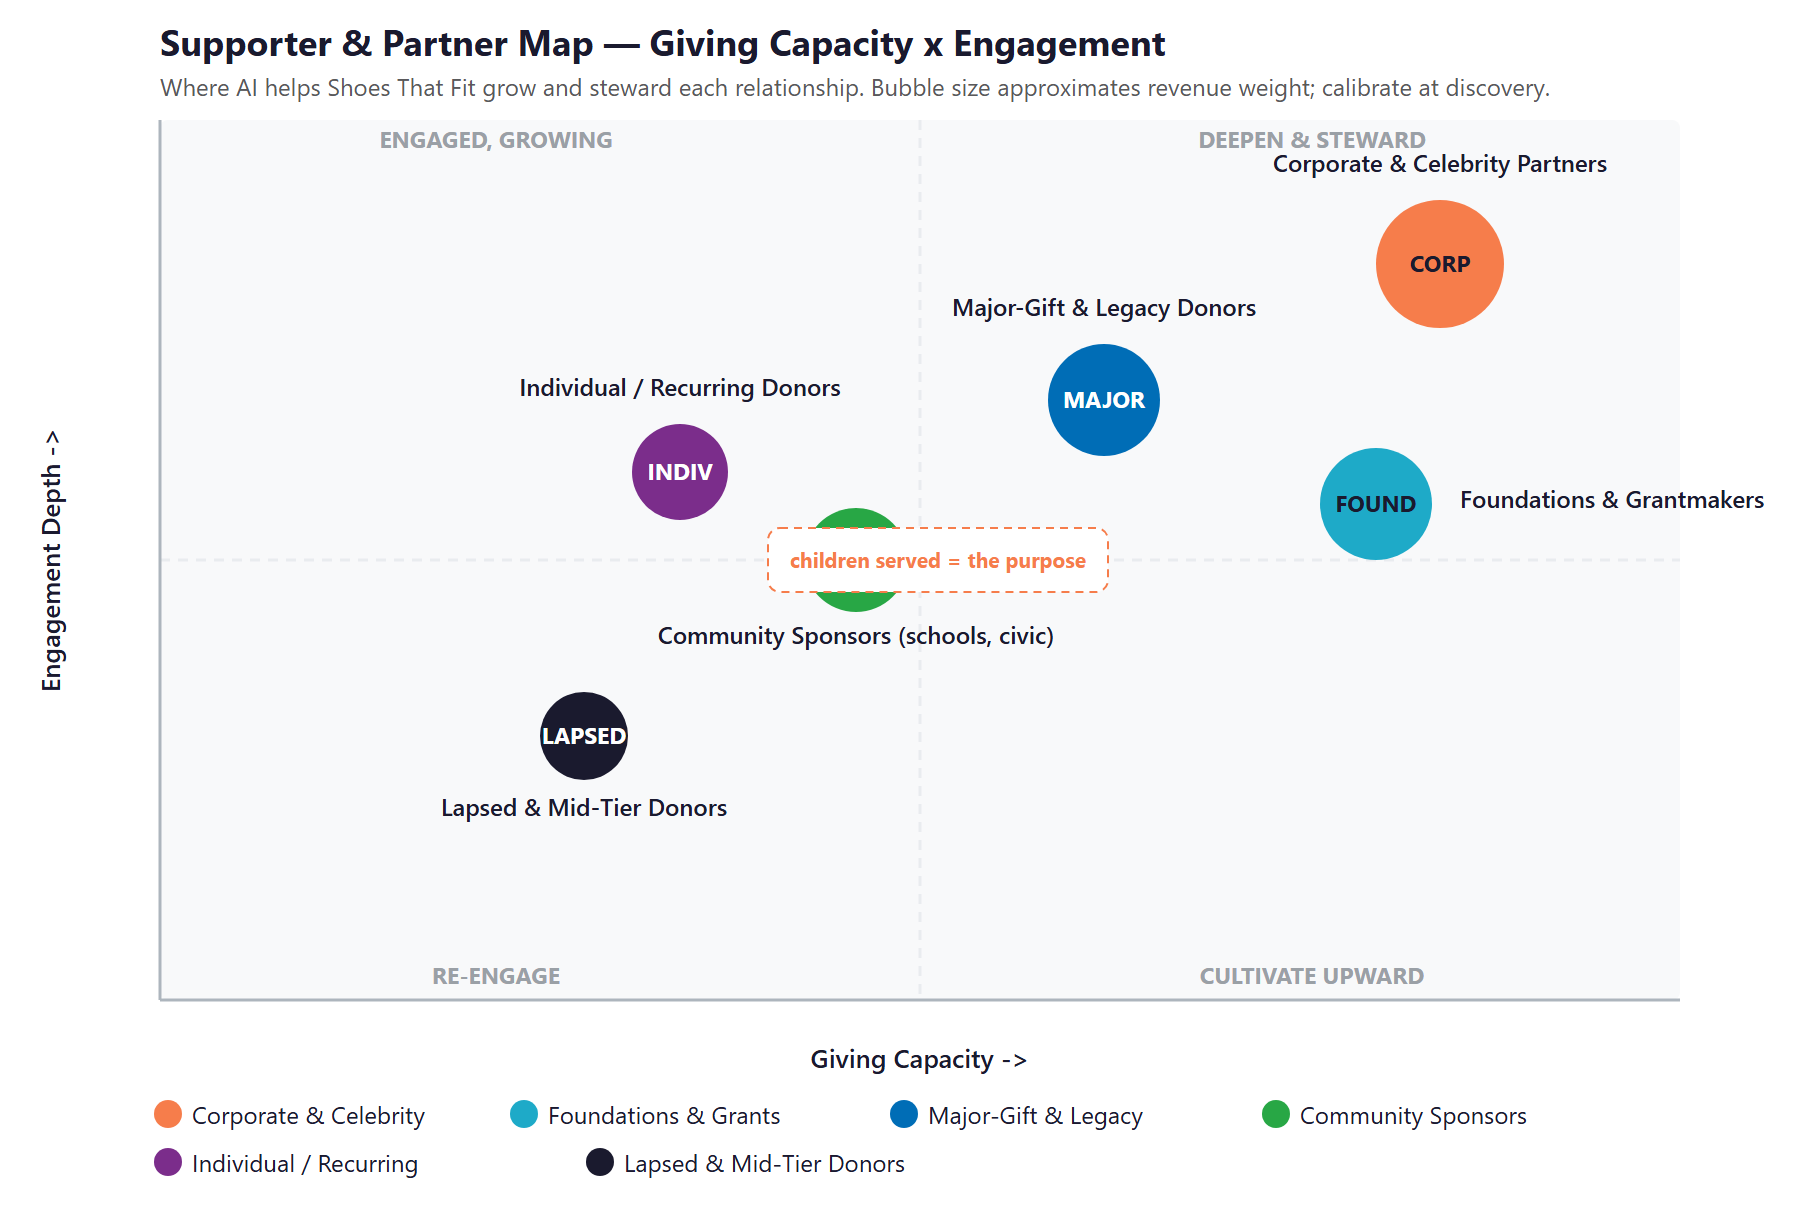 Supporter & Partner Map — Giving Capacity x Engagement
Where AI helps Shoes That Fit grow and steward each relationship. Bubble size approximates revenue weight; calibrate at discovery.
ENGAGED, GROWING
DEEPEN & STEWARD
Corporate & Celebrity Partners
CORP
Major-Gift & Legacy Donors
MAJOR
Individual / Recurring Donors
INDIV
FOUND
Foundations & Grantmakers
children served = the purpose
Community Sponsors (schools, civic)
LAPSED
Lapsed & Mid-Tier Donors
Engagement Depth ->
RE-ENGAGE
CULTIVATE UPWARD
Giving Capacity ->
Corporate & Celebrity
Foundations & Grants
Major-Gift & Legacy
Community Sponsors
Individual / Recurring
Lapsed & Mid-Tier Donors